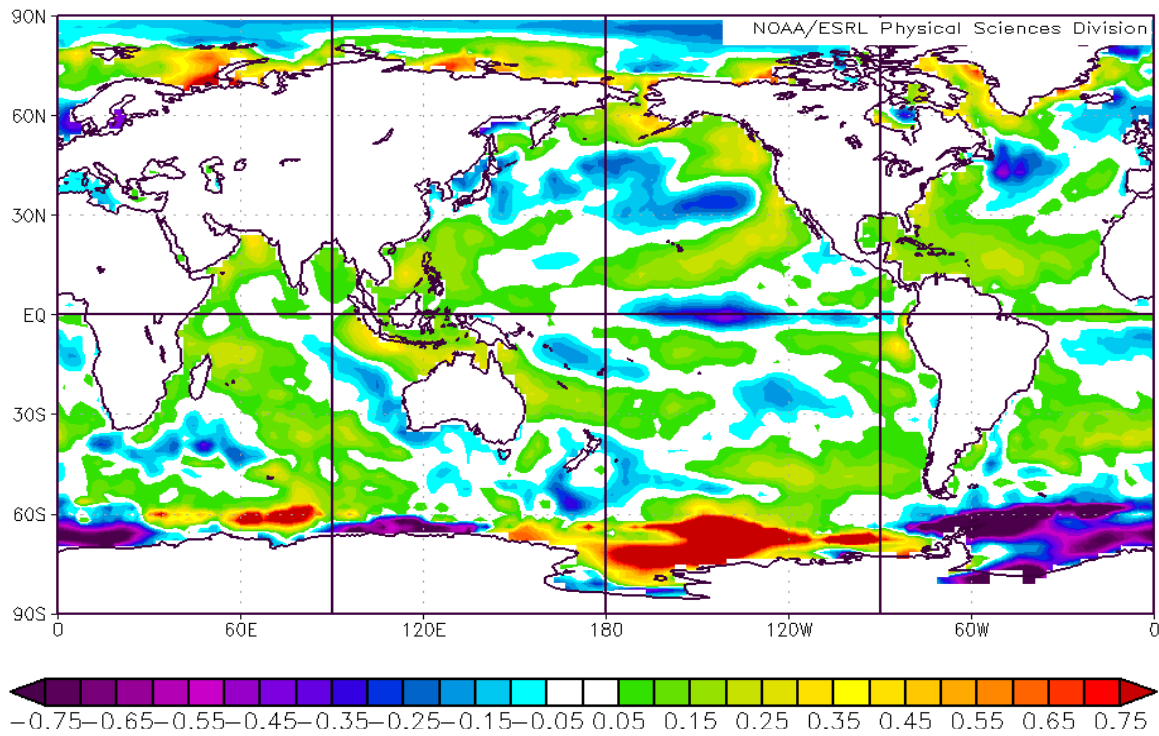 90N
NOAA/ESRL Physical Sciences Division
60N
30N
EQ
30S
60S
90S
0 60E 120E 180 120W 60W 0
-0.75 -0.65 -0.55 -0.45 -0.35 -0.25 -0.15 -0.05 0.05 0.15 0.25 0.35 0.45 0.55 0.65 0.75